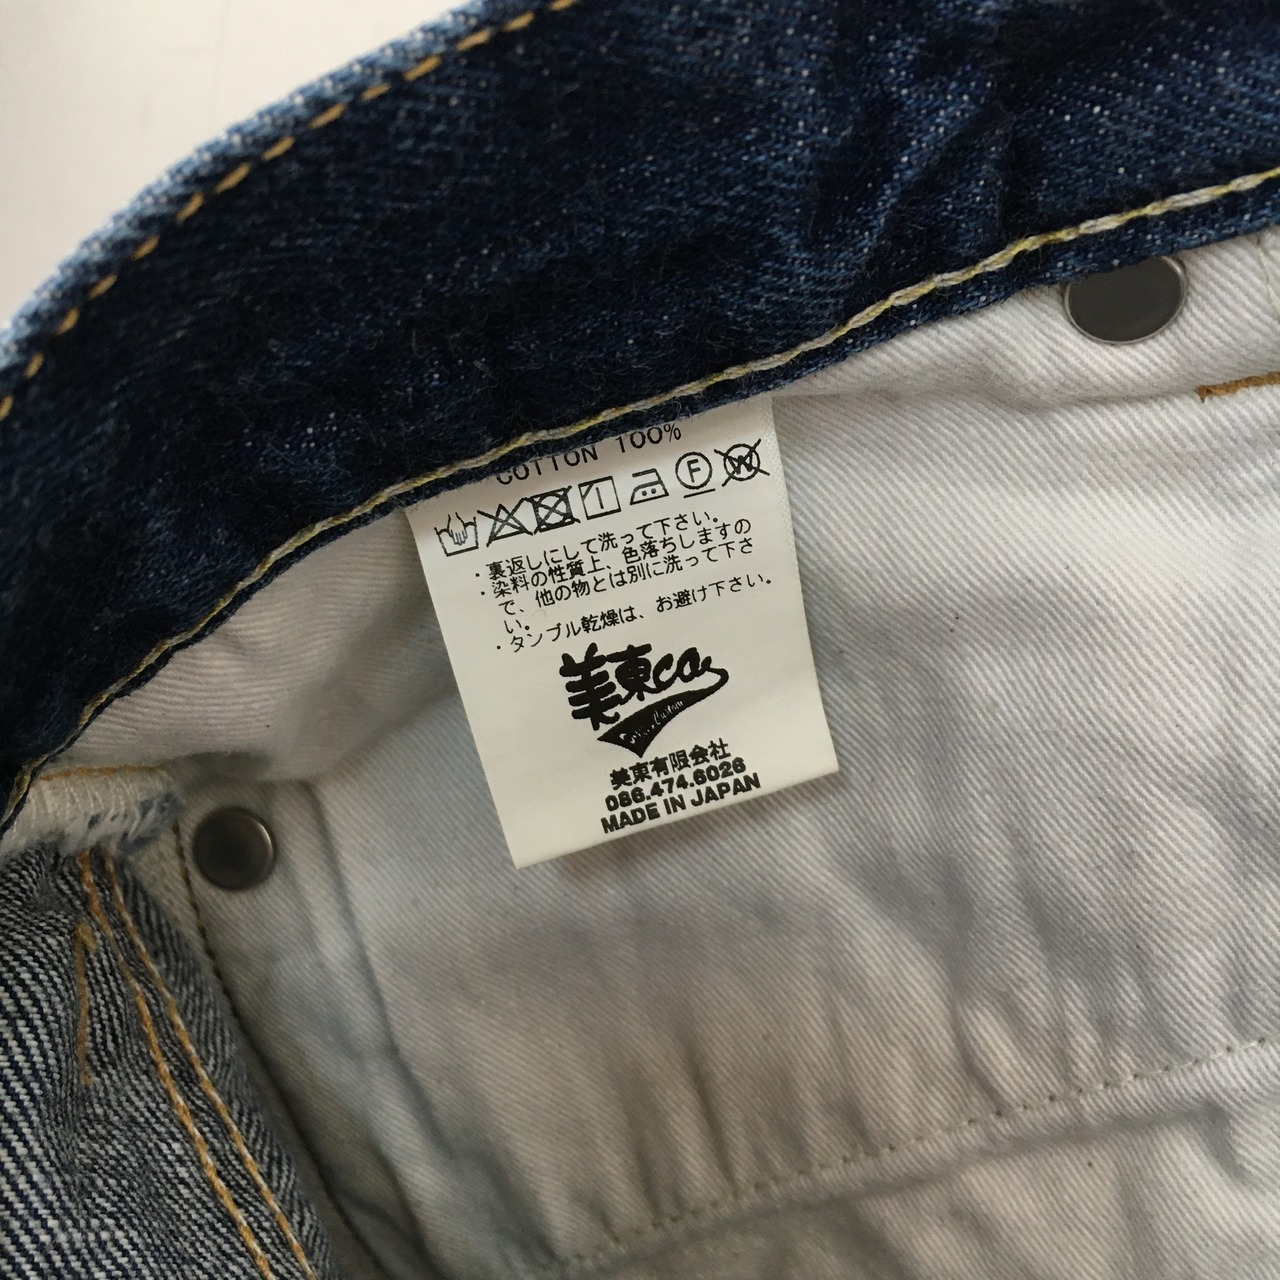 COTTON 100%
・裏返しにして洗って下さい。
・染料の性質上、色落ちしますの
で、他の物とは別に洗って下さ
い。
・タンブル乾燥は、お避け下さい。
美東co
美東有限会社
086.474.6026
MADE IN JAPAN